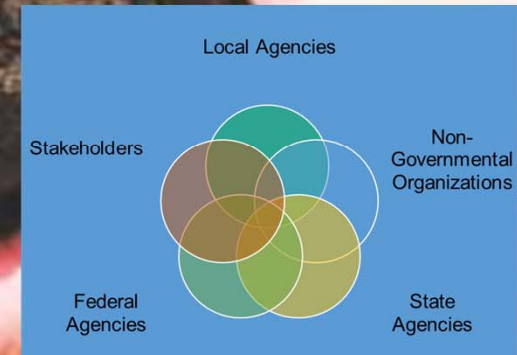 Local Agencies
Stakeholders
Non-
Governmental
Organizations
Federal
Agencies
State
Agencies